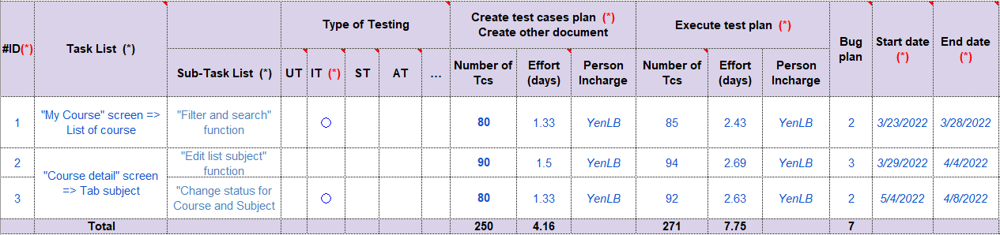 #ID(*) Task List (*) Type of Testing Create test cases plan (*) Execute test plan (*) Bug plan Start date (*) End date (*)
Create other document
Sub-Task List (*) UT IT (*) ST AT ... Number of Tcs Effort (days) Person Incharge Number of Tcs Effort (days) Person Incharge
1 "My Course" screen => List of course "Filter and search" function 80 1.33 YenLB 85 2.43 YenLB 2 3/23/2022 3/28/2022
2 "Course detail" screen => Tab subject "Edit list subject" function 90 1.5 YenLB 94 2.69 YenLB 3 3/29/2022 4/4/2022
3 "Change status for Course and Subject 80 1.33 YenLB 92 2.63 YenLB 2 5/4/2022 4/8/2022
Total 250 4.16 271 7.75 7